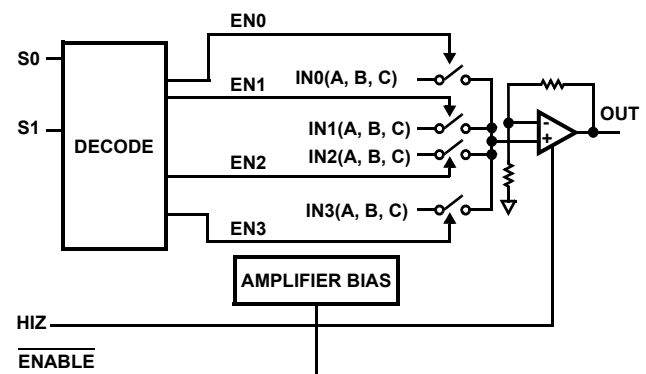 EN0
S0
IN0(A, B, C)
EN1
OUT
S1
IN1(A, B, C)
DECODE
-
+
IN2(A, B, C)
EN2
IN3(A, B, C)
EN3
AMPLIFIER BIAS
HIZ
ENABLE